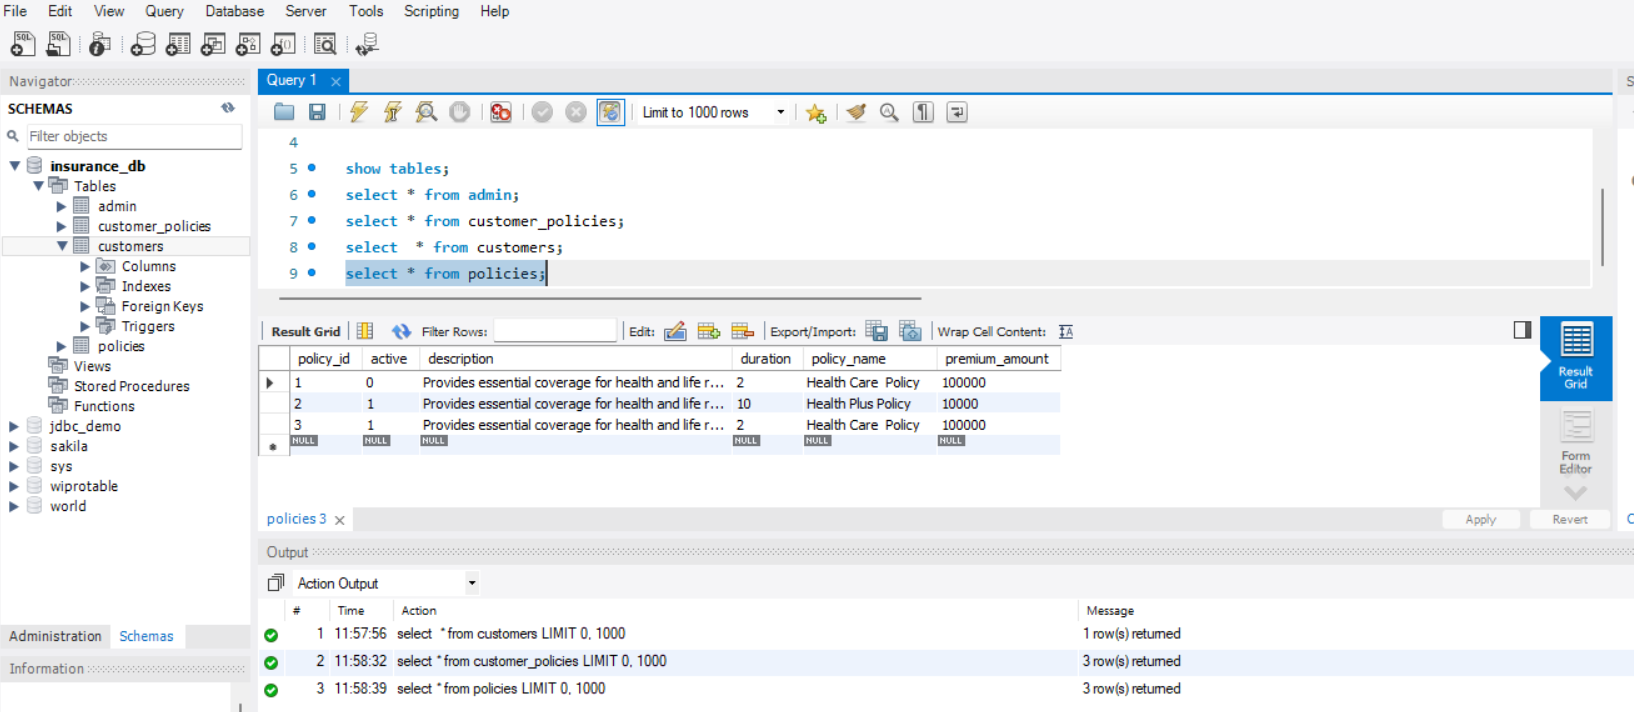 File Edit View Query Database Server Tools Scripting Help
Navigator
Query 1
SCHEMAS
Limit to 1000 rows
Filter objects
insurance_db
Tables
admin
customer_policies
customers
Columns
Indexes
Foreign Keys
Triggers
policies
Views
Stored Procedures
Functions
jdbc_demo
sakila
sys
wiprotable
world
Administration Schemas
Information
4
5 show tables;
6 select * from admin;
7 select * from customer_policies;
8 select  * from customers;
9 select * from policies;
Result Grid Filter Rows: Edit: Export/Import: Wrap Cell Content:
policy_id active description duration policy_name premium_amount
1 0 Provides essential coverage for health and life r... 2 Health Care  Policy 100000
2 1 Provides essential coverage for health and life r... 10 Health Plus Policy 10000
3 1 Provides essential coverage for health and life r... 2 Health Care  Policy 100000
NULL NULL NULL NULL NULL NULL
Result
Grid
Form
Editor
policies 3
Apply Revert
Output
Action Output
# Time Action Message
1 11:57:56 select  * from customers LIMIT 0, 1000 1 row(s) returned
2 11:58:32 select * from customer_policies LIMIT 0, 1000 3 row(s) returned
3 11:58:39 select * from policies LIMIT 0, 1000 3 row(s) returned